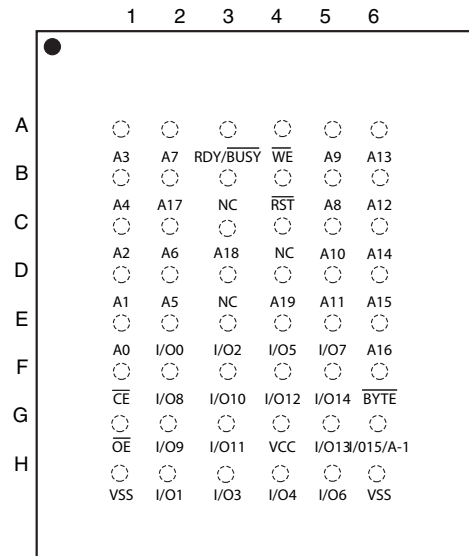 1 2 3 4 5 6
A
A3 A7 RDY/BUSY WE A9 A13
B
A4 A17 NC RST A8 A12
C
A2 A6 A18 NC A10 A14
D
A1 A5 NC A19 A11 A15
E
A0 I/O0 I/O2 I/O5 I/O7 A16
F
CE I/O8 I/O10 I/O12 I/O14 BYTE
G
OE I/O9 I/O11 VCC I/O13 I/015/A-1
H
VSS I/O1 I/O3 I/O4 I/O6 VSS